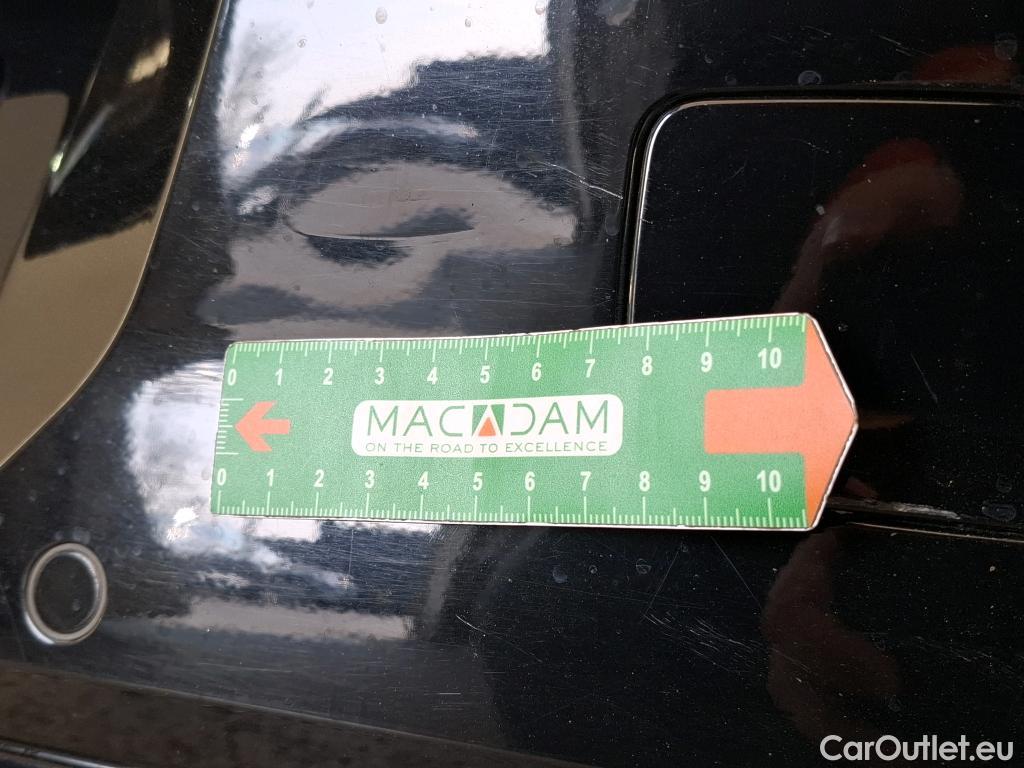 0 1 2 3 4 5 6 7 8 9 10
MACADAM
ON THE ROAD TO EXCELLENCE
0 1 2 3 4 5 6 7 8 9 10
CarOutlet.eu